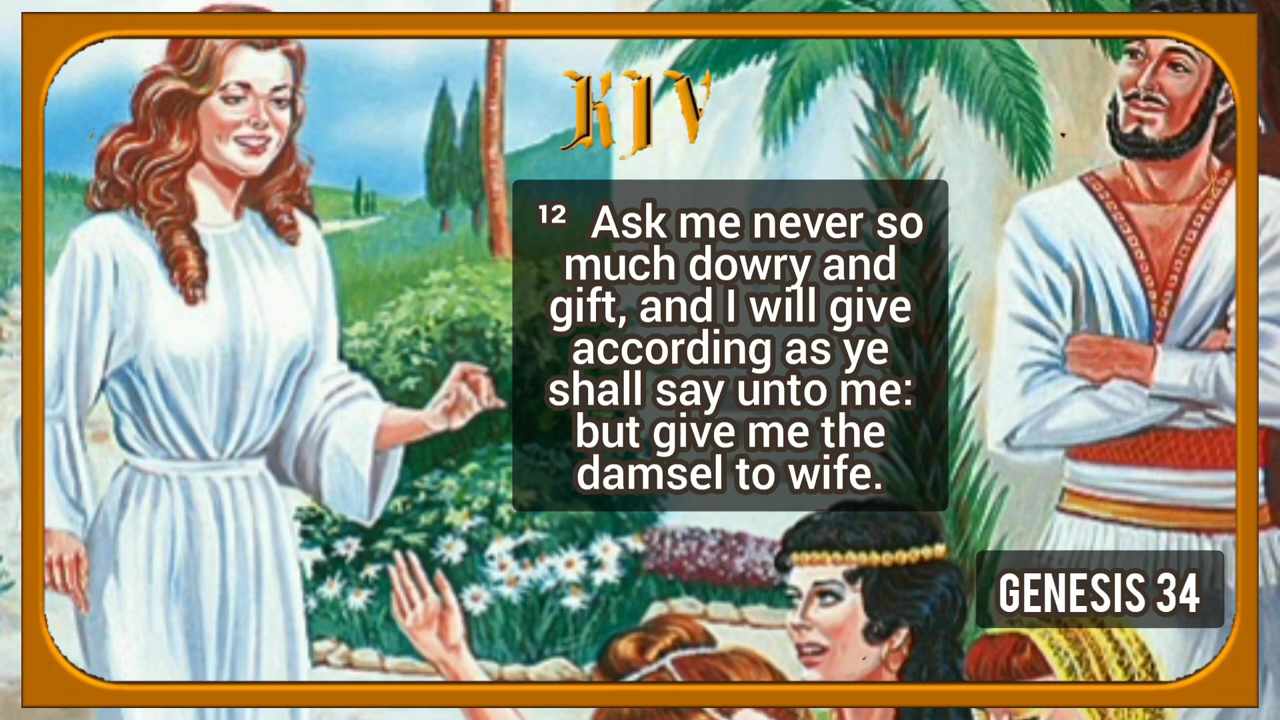 KJV
¹² Ask me never so
much dowry and
gift, and I will give
according as ye
shall say unto me:
but give me the
damsel to wife.
GENESIS 34